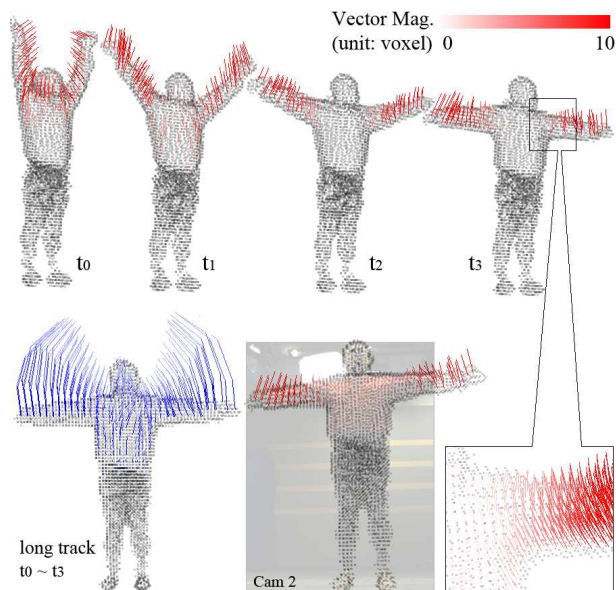 Vector Mag.
(unit: voxel) 0 10
t0 t1 t2 t3
long track
t0 ~ t3
Cam 2